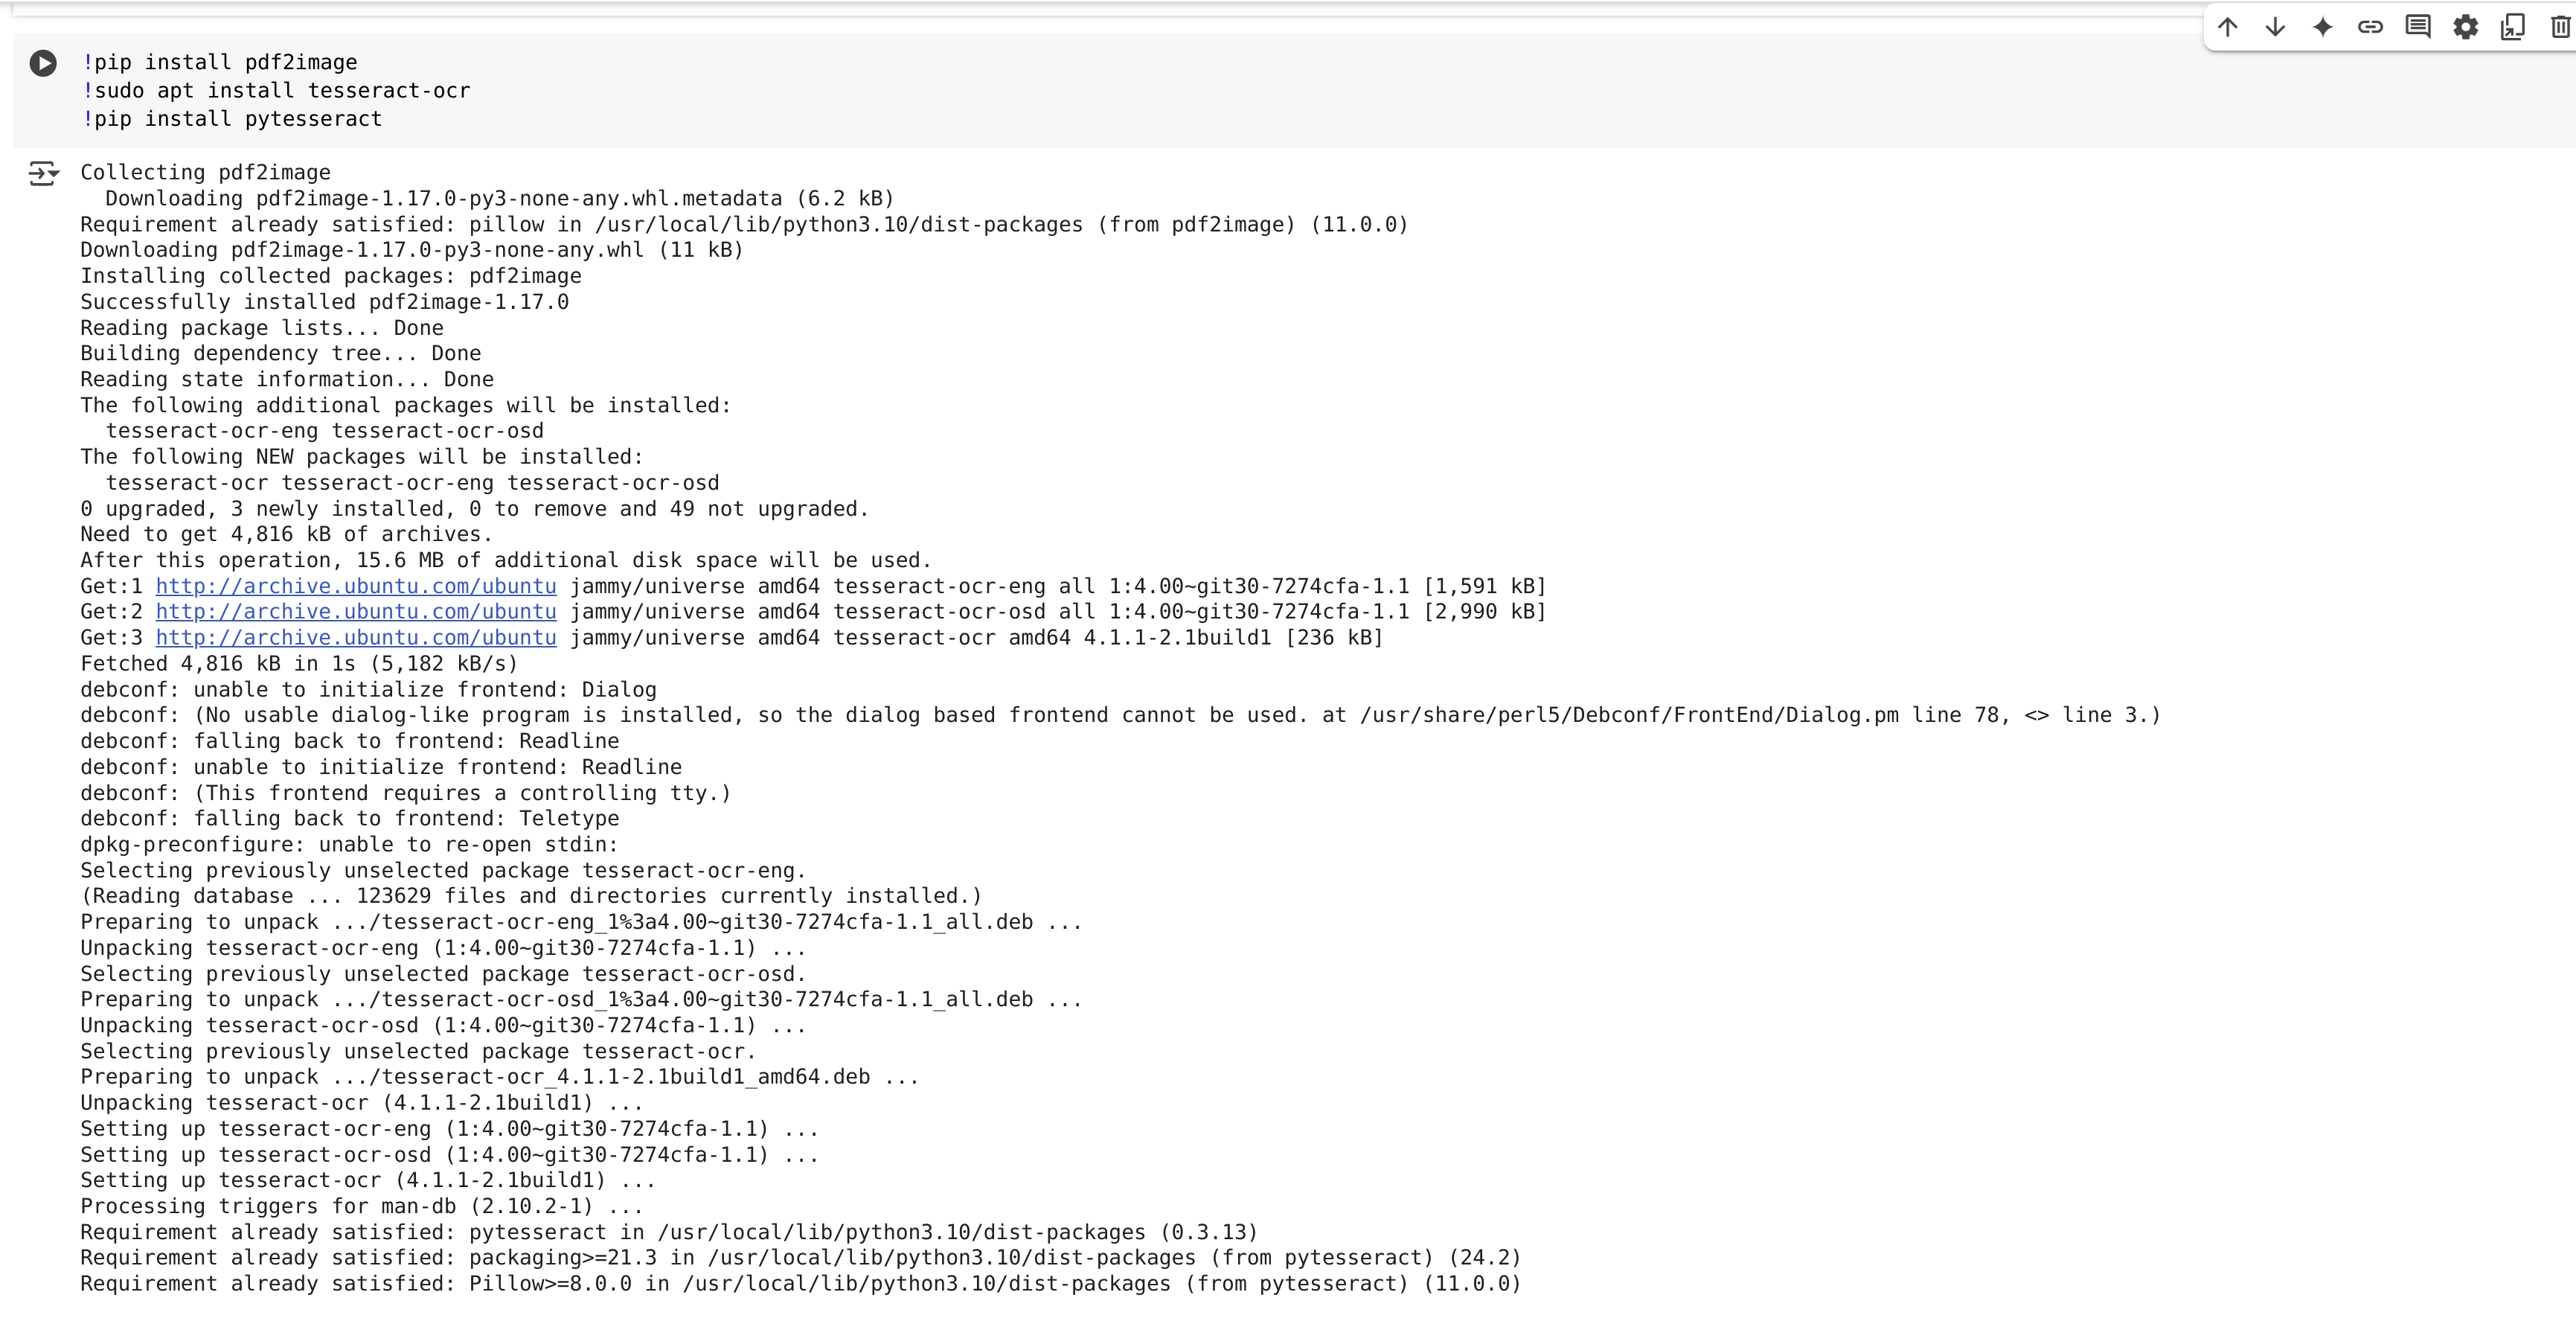 !pip install pdf2image
!sudo apt install tesseract-ocr
!pip install pytesseract
Collecting pdf2image
  Downloading pdf2image-1.17.0-py3-none-any.whl.metadata (6.2 kB)
Requirement already satisfied: pillow in /usr/local/lib/python3.10/dist-packages (from pdf2image) (11.0.0)
Downloading pdf2image-1.17.0-py3-none-any.whl (11 kB)
Installing collected packages: pdf2image
Successfully installed pdf2image-1.17.0
Reading package lists... Done
Building dependency tree... Done
Reading state information... Done
The following additional packages will be installed:
  tesseract-ocr-eng tesseract-ocr-osd
The following NEW packages will be installed:
  tesseract-ocr tesseract-ocr-eng tesseract-ocr-osd
0 upgraded, 3 newly installed, 0 to remove and 49 not upgraded.
Need to get 4,816 kB of archives.
After this operation, 15.6 MB of additional disk space will be used.
Get:1 http://archive.ubuntu.com/ubuntu jammy/universe amd64 tesseract-ocr-eng all 1:4.00~git30-7274cfa-1.1 [1,591 kB]
Get:2 http://archive.ubuntu.com/ubuntu jammy/universe amd64 tesseract-ocr-osd all 1:4.00~git30-7274cfa-1.1 [2,990 kB]
Get:3 http://archive.ubuntu.com/ubuntu jammy/universe amd64 tesseract-ocr amd64 4.1.1-2.1build1 [236 kB]
Fetched 4,816 kB in 1s (5,182 kB/s)
debconf: unable to initialize frontend: Dialog
debconf: (No usable dialog-like program is installed, so the dialog based frontend cannot be used. at /usr/share/perl5/Debconf/FrontEnd/Dialog.pm line 78, <> line 3.)
debconf: falling back to frontend: Readline
debconf: unable to initialize frontend: Readline
debconf: (This frontend requires a controlling tty.)
debconf: falling back to frontend: Teletype
dpkg-preconfigure: unable to re-open stdin:
Selecting previously unselected package tesseract-ocr-eng.
(Reading database ... 123629 files and directories currently installed.)
Preparing to unpack .../tesseract-ocr-eng_1%3a4.00~git30-7274cfa-1.1_all.deb ...
Unpacking tesseract-ocr-eng (1:4.00~git30-7274cfa-1.1) ...
Selecting previously unselected package tesseract-ocr-osd.
Preparing to unpack .../tesseract-ocr-osd_1%3a4.00~git30-7274cfa-1.1_all.deb ...
Unpacking tesseract-ocr-osd (1:4.00~git30-7274cfa-1.1) ...
Selecting previously unselected package tesseract-ocr.
Preparing to unpack .../tesseract-ocr_4.1.1-2.1build1_amd64.deb ...
Unpacking tesseract-ocr (4.1.1-2.1build1) ...
Setting up tesseract-ocr-eng (1:4.00~git30-7274cfa-1.1) ...
Setting up tesseract-ocr-osd (1:4.00~git30-7274cfa-1.1) ...
Setting up tesseract-ocr (4.1.1-2.1build1) ...
Processing triggers for man-db (2.10.2-1) ...
Requirement already satisfied: pytesseract in /usr/local/lib/python3.10/dist-packages (0.3.13)
Requirement already satisfied: packaging>=21.3 in /usr/local/lib/python3.10/dist-packages (from pytesseract) (24.2)
Requirement already satisfied: Pillow>=8.0.0 in /usr/local/lib/python3.10/dist-packages (from pytesseract) (11.0.0)